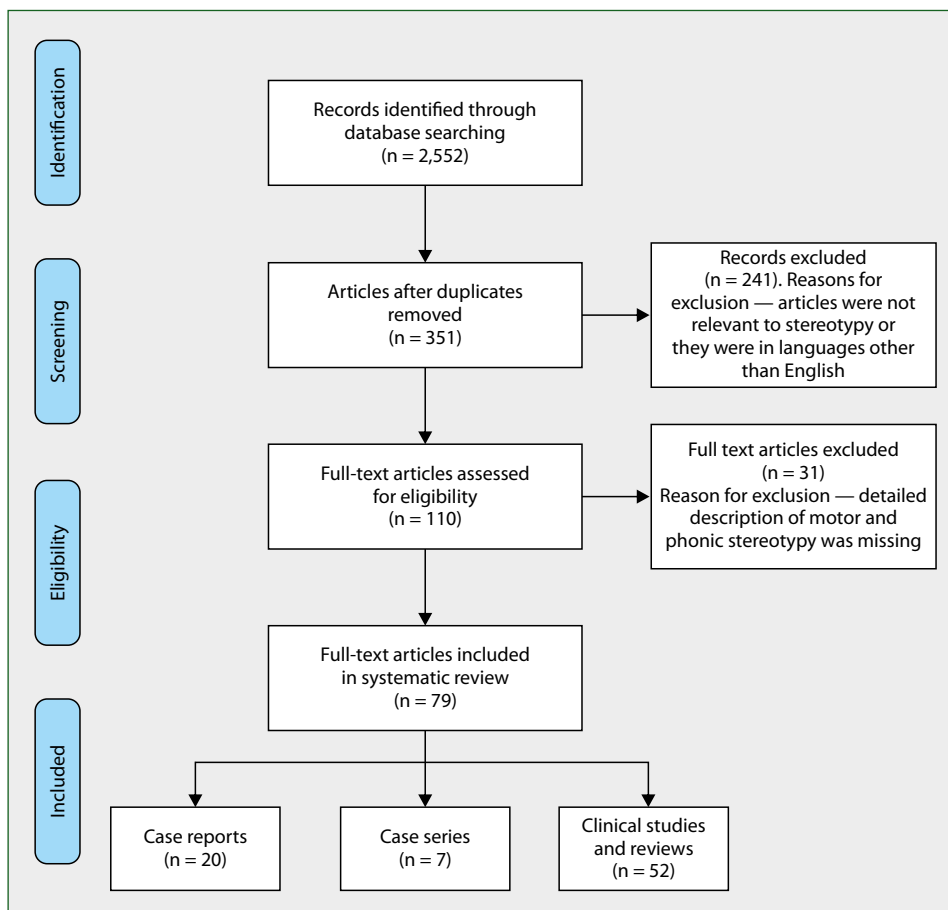 Identification
Records identified through
database searching
(n = 2,552)
Screening
Articles after duplicates
removed
(n = 351)
Records excluded
(n = 241). Reasons for
exclusion — articles were not
relevant to stereotypy or
they were in languages other
than English
Eligibility
Full-text articles assessed
for eligibility
(n = 110)
Full text articles excluded
(n = 31)
Reason for exclusion — detailed
description of motor and
phonic stereotypy was missing
Full-text articles included
in systematic review
(n = 79)
Included
Case reports
(n = 20)
Case series
(n = 7)
Clinical studies
and reviews
(n = 52)